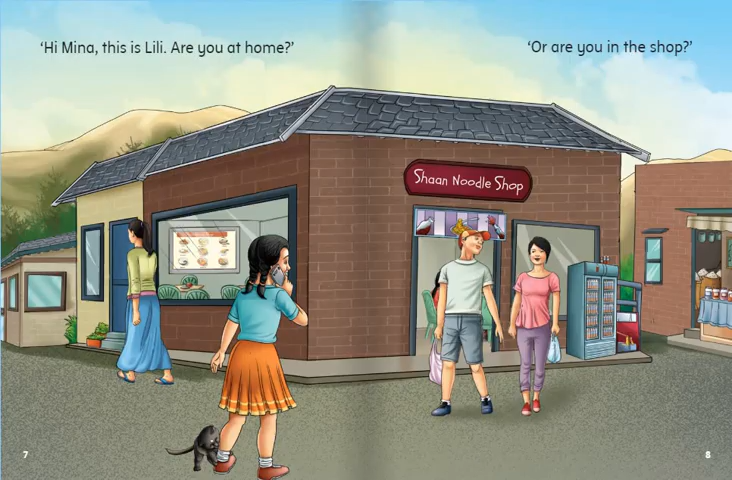 ‘Hi Mina, this is Lili. Are you at home?’
‘Or are you in the shop?’
Shaan Noodle Shop
7
8